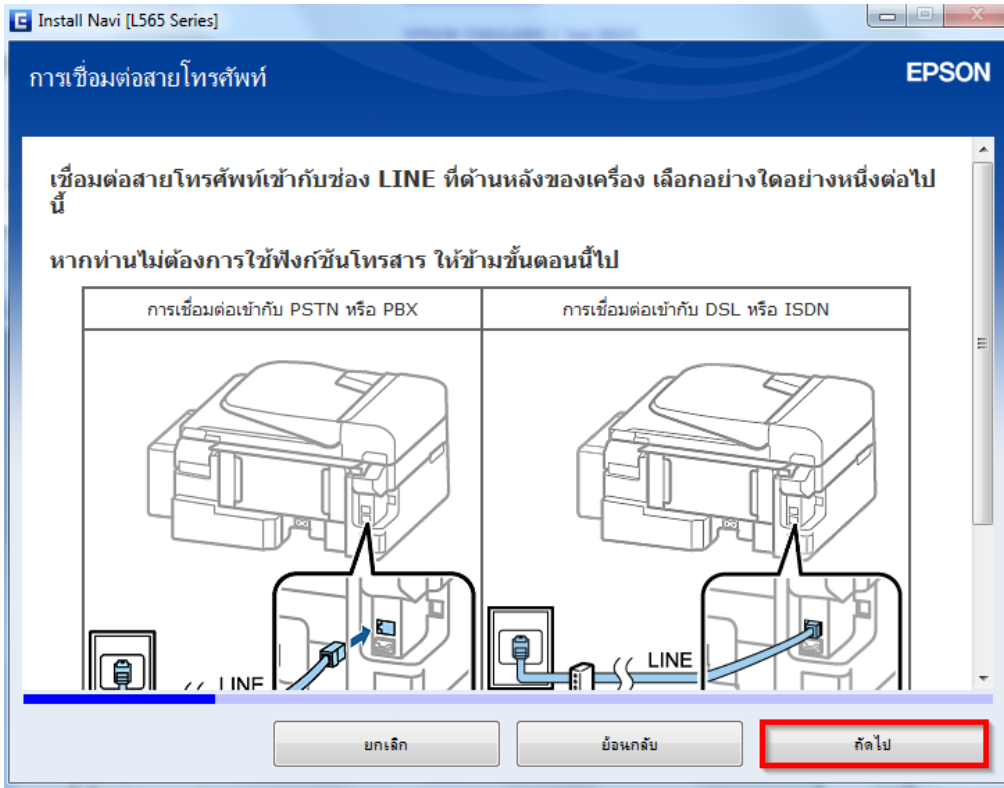 Install Navi [L565 Series]
การเชื่อมต่อสายโทรศัพท์
EPSON
เชื่อมต่อสายโทรศัพท์เข้ากับช่อง LINE ที่ด้านหลังของเครื่อง เลือกอย่างใดอย่างหนึ่งต่อไป
นี้
หากท่านไม่ต้องการใช้ฟังก์ชันโทรสาร ให้ข้ามขั้นตอนนี้ไป
การเชื่อมต่อเข้ากับ PSTN หรือ PBX
การเชื่อมต่อเข้ากับ DSL หรือ ISDN
LINE
LINE
ยกเลิก
ย้อนกลับ
ถัดไป